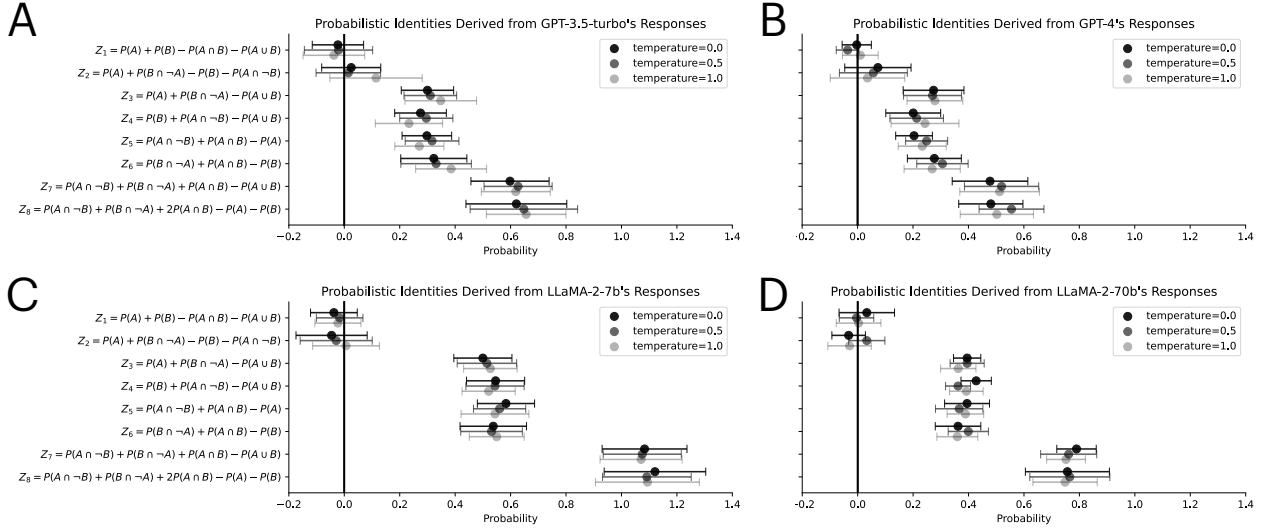 A
Probabilistic Identities Derived from GPT-3.5-turbo's Responses
Z₁ = P(A) + P(B) − P(A ∩ B) − P(A ∪ B)
Z₂ = P(A) + P(B ∩ ¬A) − P(B) − P(A ∩ ¬B)
Z₃ = P(A) + P(B ∩ ¬A) − P(A ∪ B)
Z₄ = P(B) + P(A ∩ ¬B) − P(A ∪ B)
Z₅ = P(A ∩ ¬B) + P(A ∩ B) − P(A)
Z₆ = P(B ∩ ¬A) + P(A ∩ B) − P(B)
Z₇ = P(A ∩ ¬B) + P(B ∩ ¬A) + P(A ∩ B) − P(A ∪ B)
Z₈ = P(A ∩ ¬B) + P(B ∩ ¬A) + 2P(A ∩ B) − P(A) − P(B)
temperature=0.0
temperature=0.5
temperature=1.0
−0.2 0.0 0.2 0.4 0.6 0.8 1.0 1.2 1.4
Probability
B
Probabilistic Identities Derived from GPT-4's Responses
temperature=0.0
temperature=0.5
temperature=1.0
-0.2 0.0 0.2 0.4 0.6 0.8 1.0 1.2 1.4
Probability
C
Probabilistic Identities Derived from LLaMA-2-7b's Responses
Z₁ = P(A) + P(B) − P(A ∩ B) − P(A ∪ B)
Z₂ = P(A) + P(B ∩ ¬A) − P(B) − P(A ∩ ¬B)
Z₃ = P(A) + P(B ∩ ¬A) − P(A ∪ B)
Z₄ = P(B) + P(A ∩ ¬B) − P(A ∪ B)
Z₅ = P(A ∩ ¬B) + P(A ∩ B) − P(A)
Z₆ = P(B ∩ ¬A) + P(A ∩ B) − P(B)
Z₇ = P(A ∩ ¬B) + P(B ∩ ¬A) + P(A ∩ B) − P(A ∪ B)
Z₈ = P(A ∩ ¬B) + P(B ∩ ¬A) + 2P(A ∩ B) − P(A) − P(B)
temperature=0.0
temperature=0.5
temperature=1.0
−0.2 0.0 0.2 0.4 0.6 0.8 1.0 1.2 1.4
Probability
D
Probabilistic Identities Derived from LLaMA-2-70b's Responses
temperature=0.0
temperature=0.5
temperature=1.0
-0.2 0.0 0.2 0.4 0.6 0.8 1.0 1.2 1.4
Probability